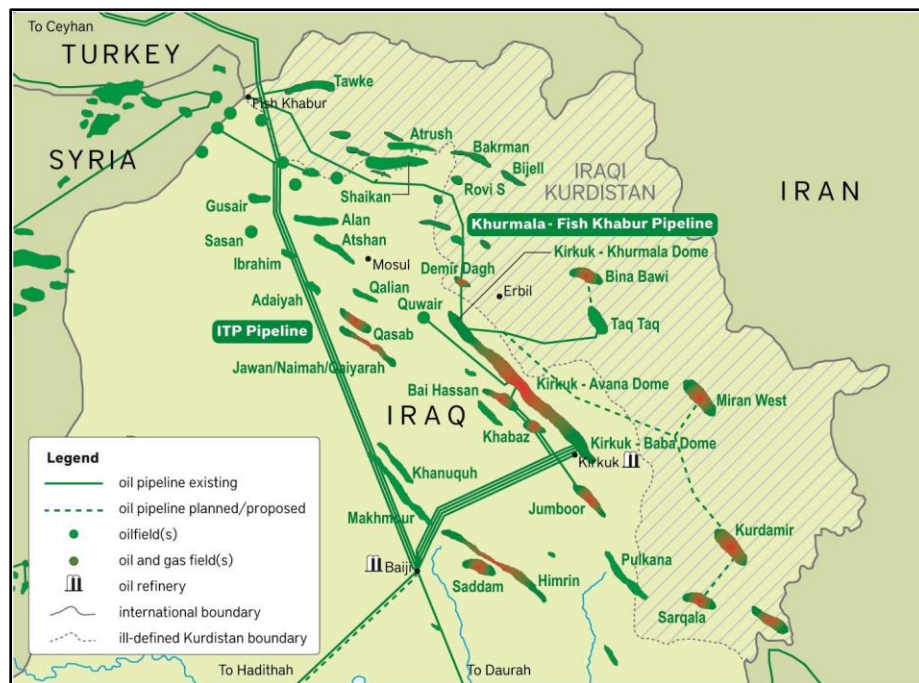 To Ceyhan
TURKEY
Tawke
Fish Khabur
SYRIA
Atrush
Bakrman
Bijell
IRAQI
KURDISTAN
IRAN
Shaikan
Rovi S
Gusair
Alan
Khurmala - Fish Khabur Pipeline
Sasan
Atshan
Ibrahim
Mosul
Kirkuk - Khurmala Dome
Demir Dagh
Bina Bawi
Adaiyah
Qalian
Quwair
Erbil
ITP Pipeline
Qasab
Taq Taq
Jawan/Naimah/Qaiyarah
Bai Hassan
Kirkuk - Avana Dome
Miran West
IRAQ
Khabaz
Kirkuk - Baba Dome
Kirkuk
Khanuquh
Makhmour
Jumboor
Kurdamir
Pulkana
Baiji
Saddam
Himrin
Sarqala
To Hadithah
To Daurah
Legend
oil pipeline existing
oil pipeline planned/proposed
oilfield(s)
oil and gas field(s)
oil refinery
international boundary
ill-defined Kurdistan boundary